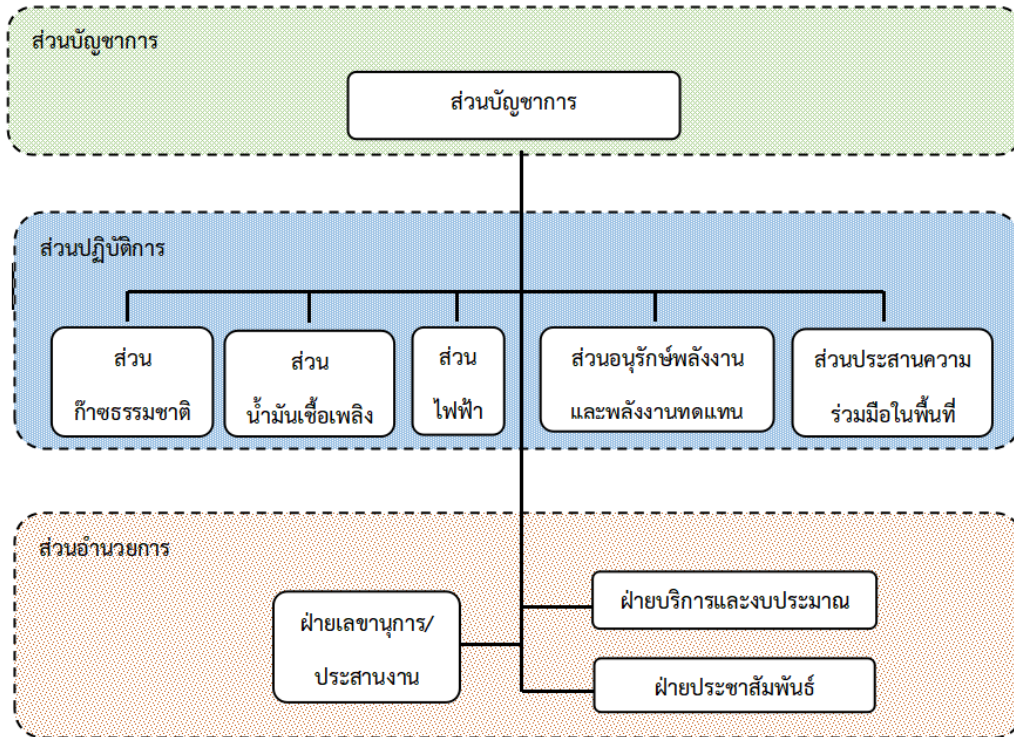 ส่วนบัญชาการ
ส่วนบัญชาการ
ส่วนปฏิบัติการ
ส่วน
ก๊าซธรรมชาติ
ส่วน
น้ำมันเชื้อเพลิง
ส่วน
ไฟฟ้า
ส่วนอนุรักษ์พลังงาน
และพลังงานทดแทน
ส่วนประสานความ
ร่วมมือในพื้นที่
ส่วนอำนวยการ
ฝ่ายเลขานุการ/
ประสานงาน
ฝ่ายบริการและงบประมาณ
ฝ่ายประชาสัมพันธ์